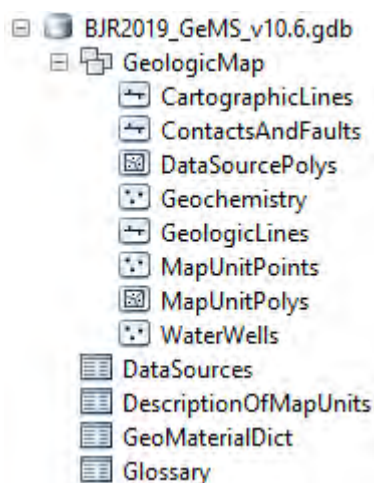 BJR2019_GeMS_v10.6.gdb
GeologicMap
CartographicLines
ContactsAndFaults
DataSourcePolys
Geochemistry
GeologicLines
MapUnitPoints
MapUnitPolys
WaterWells
DataSources
DescriptionOfMapUnits
GeoMaterialDict
Glossary